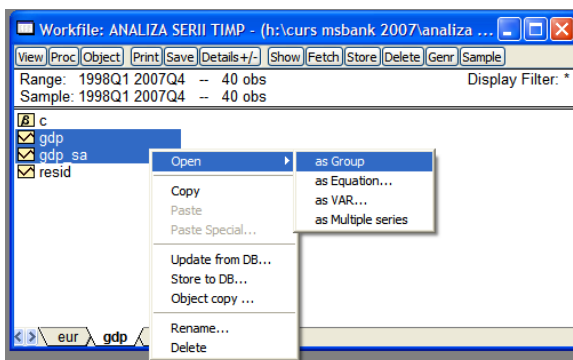 Workfile: ANALIZA SERII TIMP - (h:\curs msbank 2007\analiza ...
View Proc Object Print Save Details+/- Show Fetch Store Delete Genr Sample
Range: 1998Q1 2007Q4 -- 40 obs Display Filter: *
Sample: 1998Q1 2007Q4 -- 40 obs
β c
gdp
gdp_sa
resid
Open
Copy
Paste
Paste Special...
Update from DB...
Store to DB...
Object copy ...
Rename...
Delete
as Group
as Equation...
as VAR...
as Multiple series
eur gdp